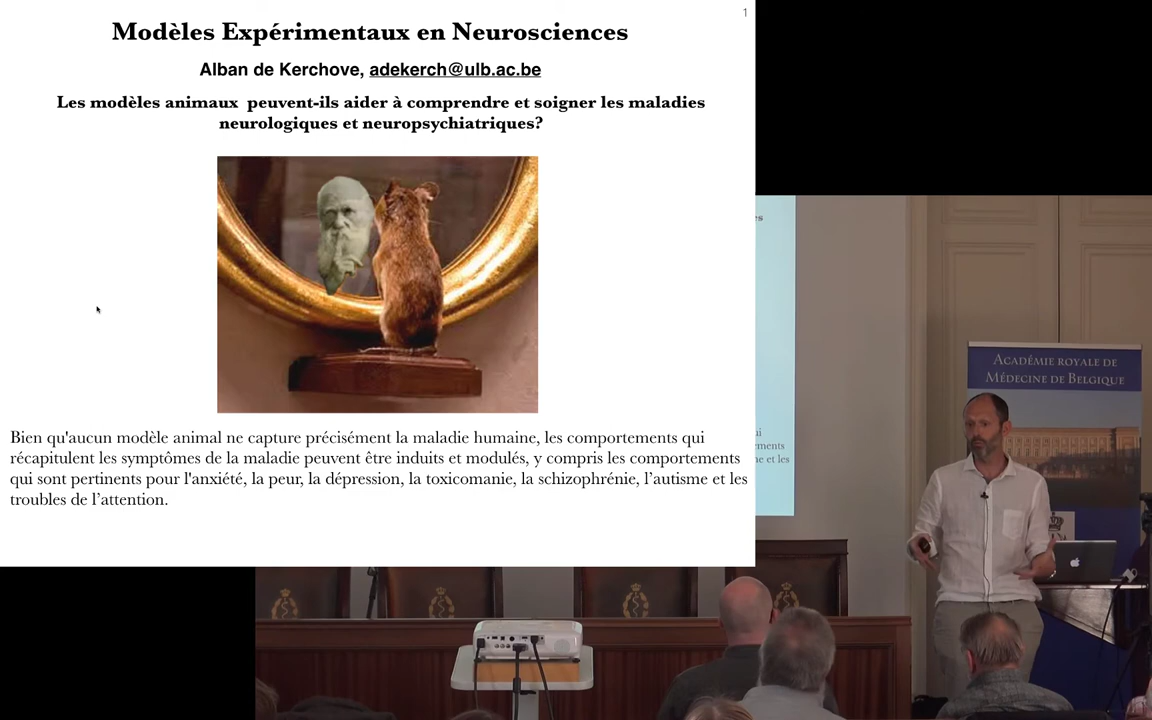 1
Modèles Expérimentaux en Neurosciences
Alban de Kerchove, adekerch@ulb.ac.be
Les modèles animaux  peuvent-ils aider à comprendre et soigner les maladies
neurologiques et neuropsychiatriques?
Bien qu'aucun modèle animal ne capture précisément la maladie humaine, les comportements qui
récapitulent les symptômes de la maladie peuvent être induits et modulés, y compris les comportements
qui sont pertinents pour l'anxiété, la peur, la dépression, la toxicomanie, la schizophrénie, l’autisme et les
troubles de l’attention.
ACADÉMIE ROYALE DE
MÉDECINE DE BELGIQUE